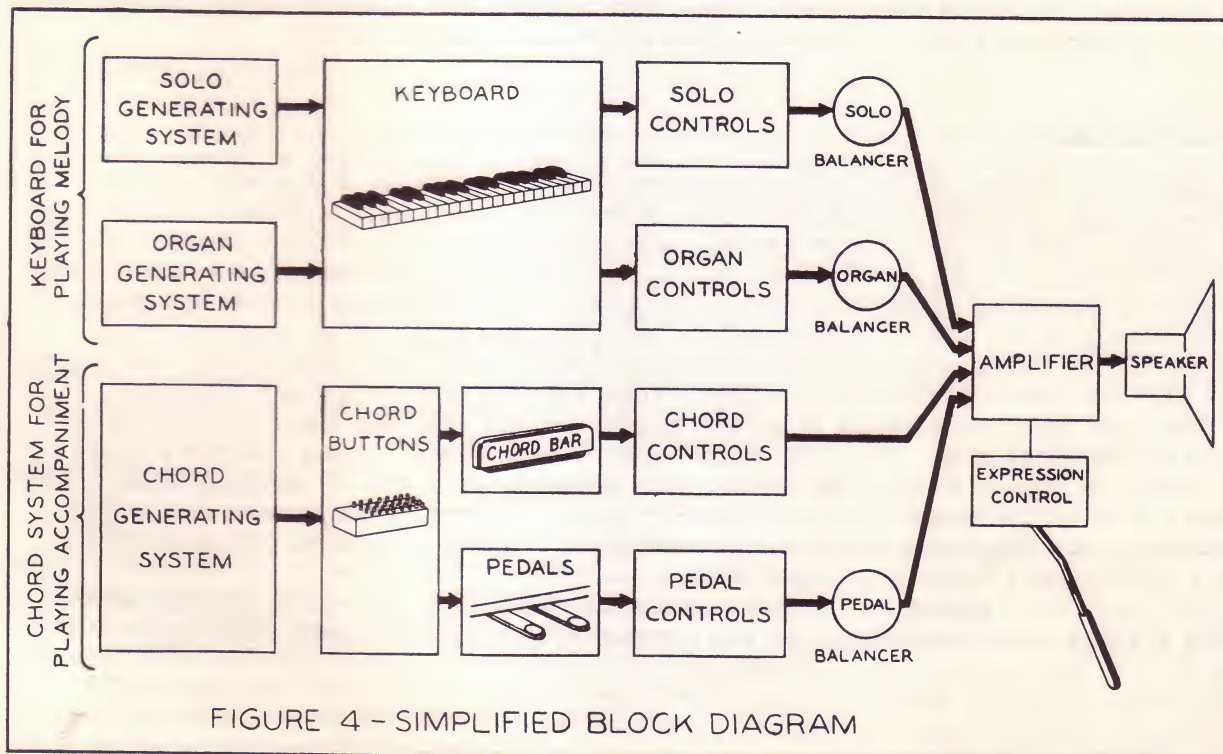 KEYBOARD FOR
PLAYING MELODY
SOLO
GENERATING
SYSTEM
KEYBOARD
SOLO
CONTROLS
SOLO
BALANCER
ORGAN
GENERATING
SYSTEM
ORGAN
CONTROLS
ORGAN
BALANCER
CHORD SYSTEM FOR
PLAYING ACCOMPANIMENT
CHORD
GENERATING
SYSTEM
CHORD
BUTTONS
CHORD BAR
CHORD
CONTROLS
PEDALS
PEDAL
CONTROLS
PEDAL
BALANCER
AMPLIFIER
SPEAKER
EXPRESSION
CONTROL
FIGURE 4 - SIMPLIFIED BLOCK DIAGRAM